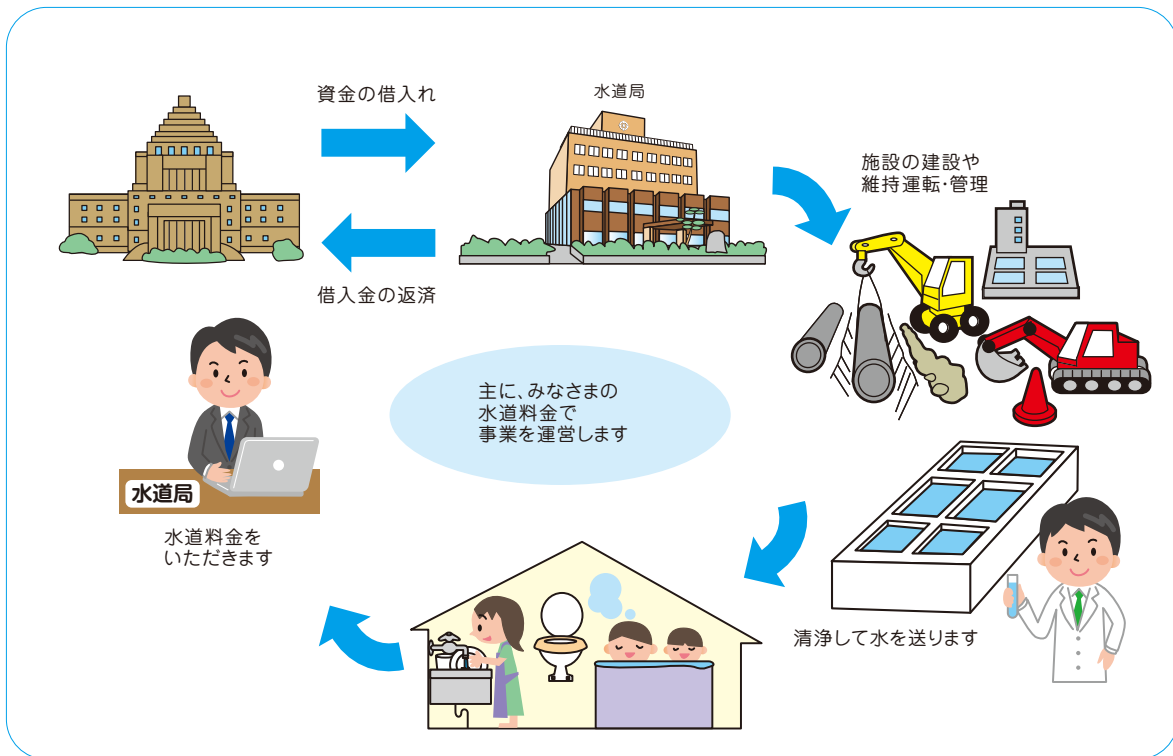 資金の借入れ
水道局
施設の建設や
維持運転・管理
借入金の返済
主に、みなさまの
水道料金で
事業を運営します
水道局
水道料金を
いただきます
清浄して水を送ります